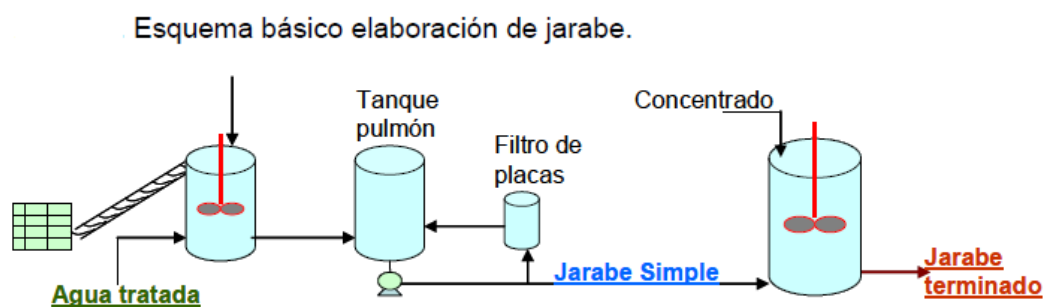 Esquema básico elaboración de jarabe.
Tanque
pulmón
Concentrado
Filtro de
placas
Jarabe Simple
Jarabe
terminado
Agua tratada